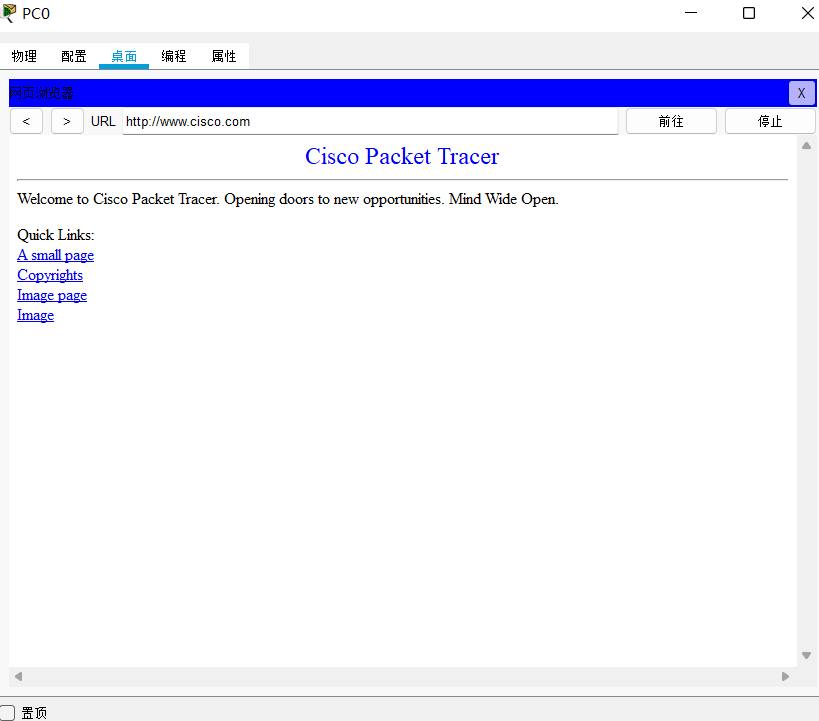 PC0
物理 配置 桌面 编程 属性
网页浏览器 X
< > URL http://www.cisco.com 前往 停止
Cisco Packet Tracer
Welcome to Cisco Packet Tracer. Opening doors to new opportunities. Mind Wide Open.
Quick Links:
A small page
Copyrights
Image page
Image
置顶